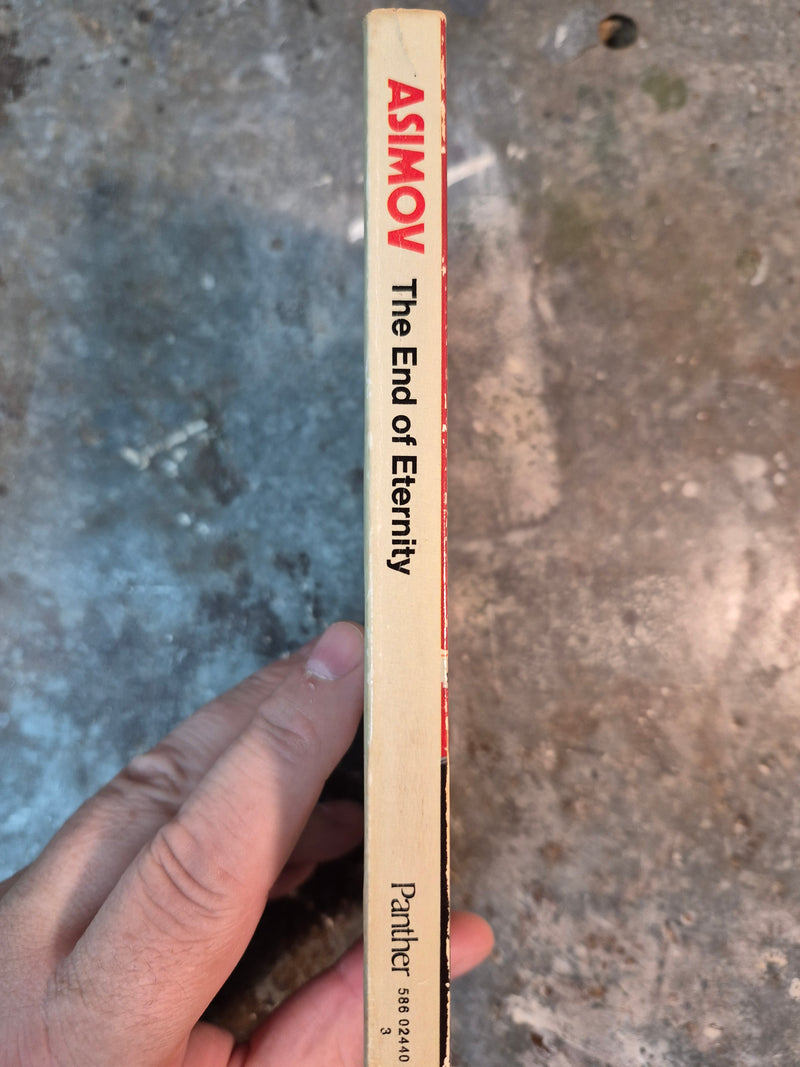 ASIMOV The End of Eternity
Panther 586 02440
3